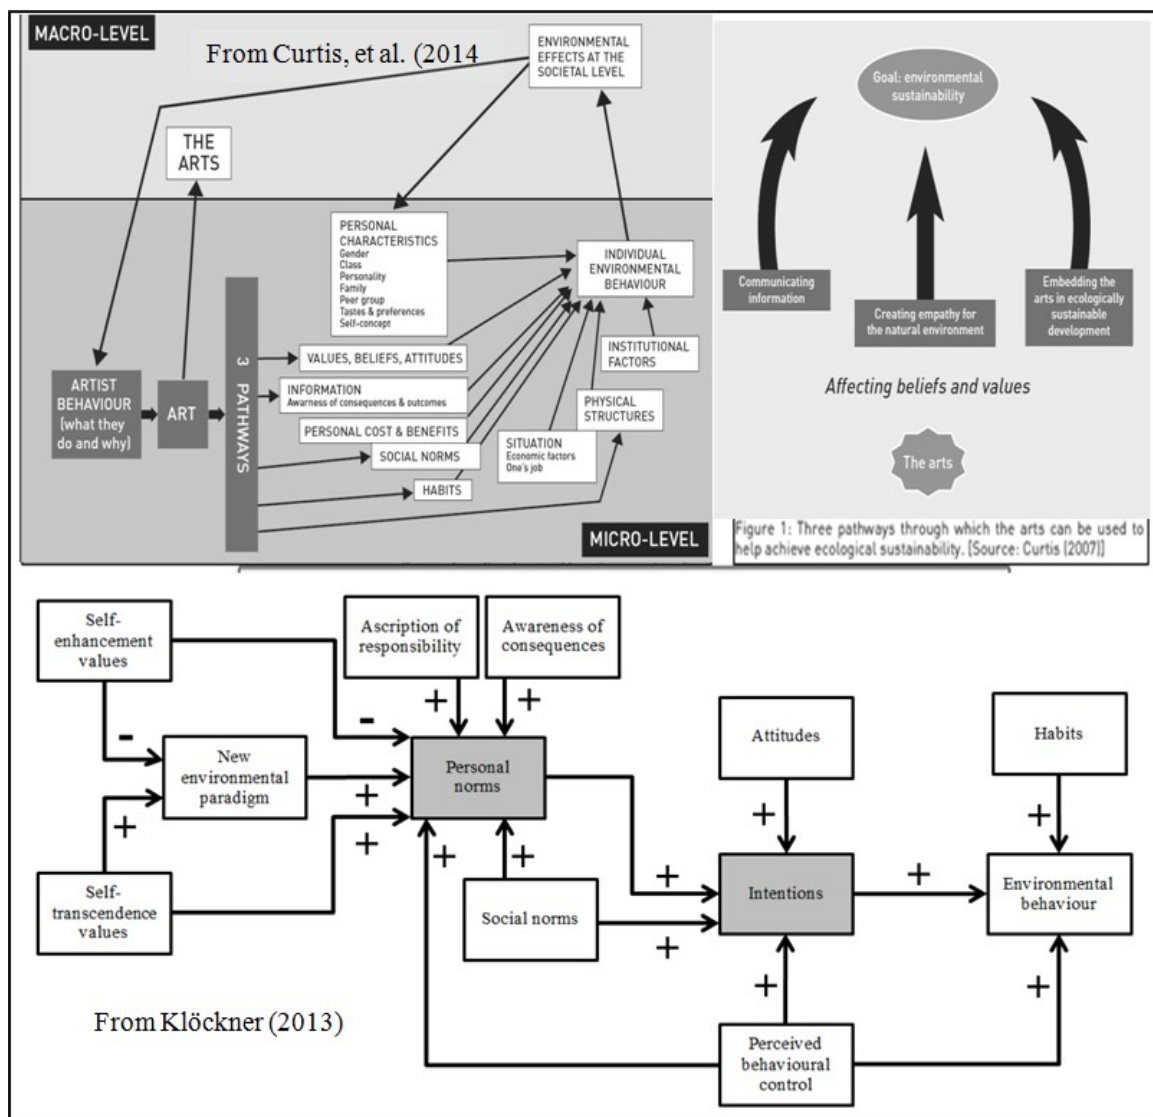 MACRO-LEVEL
From Curtis, et al. (2014
ENVIRONMENTAL
EFFECTS AT THE
SOCIETAL LEVEL
THE
ARTS
PERSONAL
CHARACTERISTICS
Gender
Class
Personality
Family
Peer group
Tastes & preferences
Self-concept
INDIVIDUAL
ENVIRONMENTAL
BEHAVIOUR
INSTITUTIONAL
FACTORS
3 PATHWAYS
VALUES, BELIEFS, ATTITUDES
INFORMATION
Awareness of consequences & outcomes
PERSONAL COST & BENEFITS
SOCIAL NORMS
HABITS
PHYSICAL
STRUCTURES
SITUATION
Economic factors
One's job
ARTIST
BEHAVIOUR
(what they
do and why)
ART
MICRO-LEVEL
Goal: environmental
sustainability
Communicating
information
Creating empathy for
the natural environment
Embedding the
arts in ecologically
sustainable
development
Affecting beliefs and values
The arts
Figure 1: Three pathways through which the arts can be used to
help achieve ecological sustainability. [Source: Curtis (2007)]
Self-
enhancement
values
Ascription of
responsibility
Awareness of
consequences
+
+
-
-
New
environmental
paradigm
Personal
norms
Attitudes
Habits
+
+
+
+
+
+
+
Self-
transcendence
values
Social norms
+
+
Intentions
+
Environmental
behaviour
+
+
From Klöckner (2013)
Perceived
behavioural
control